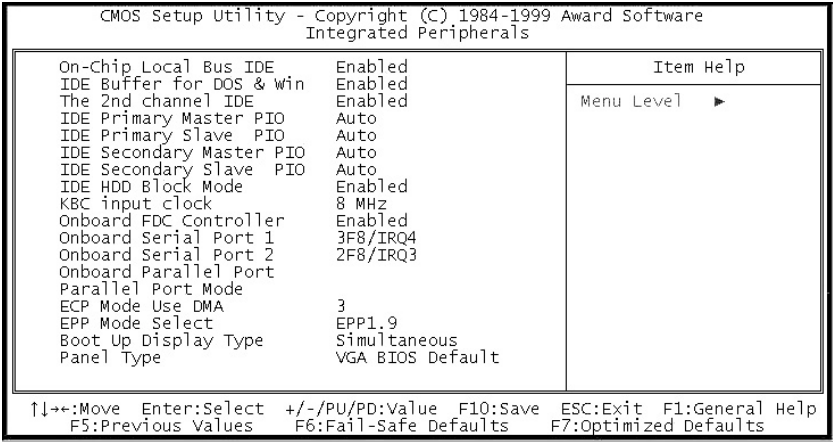 CMOS Setup Utility - Copyright (C) 1984-1999 Award Software
Integrated Peripherals
On-Chip Local Bus IDE Enabled
IDE Buffer for DOS & Win Enabled
The 2nd channel IDE Enabled
IDE Primary Master PIO Auto
IDE Primary Slave PIO Auto
IDE Secondary Master PIO Auto
IDE Secondary Slave PIO Auto
IDE HDD Block Mode Enabled
KBC input clock 8 MHz
Onboard FDC Controller Enabled
Onboard Serial Port 1 3F8/IRQ4
Onboard Serial Port 2 2F8/IRQ3
Onboard Parallel Port
Parallel Port Mode
ECP Mode Use DMA 3
EPP Mode Select EPP1.9
Boot Up Display Type Simultaneous
Panel Type VGA BIOS Default
Item Help
Menu Level ►
↑↓→←:Move Enter:Select +/-/PU/PD:Value F10:Save ESC:Exit F1:General Help
F5:Previous Values F6:Fail-Safe Defaults F7:Optimized Defaults